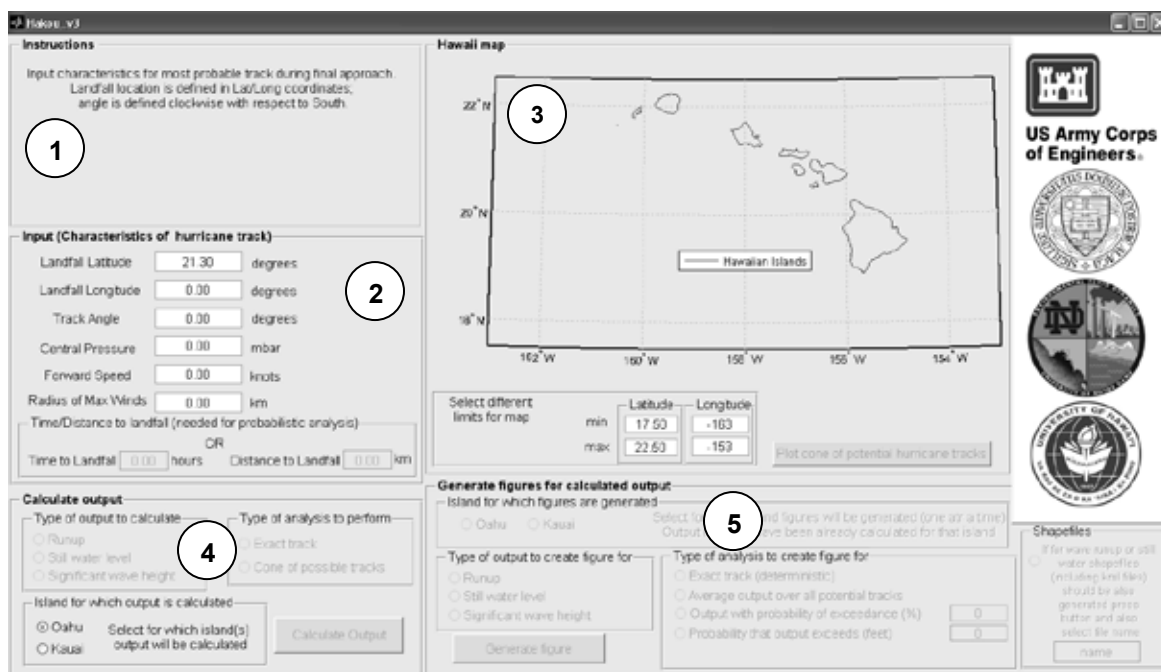 Hakou_v3
Instructions
Input characteristics for most probable track during final approach.
Landfall location is defined in Lat/Long coordinates;
angle is defined clockwise with respect to South.
1
Input (Characteristics of hurricane track)
Landfall Latitude 21.30 degrees
Landfall Longtude 0.00 degrees
Track Angle 0.00 degrees
Central Pressure 0.00 mbar
Forward Speed 0.00 knots
Radius of Max Winds 0.00 km
2
Time/Distance to landfall (needed for probabilistic analysis)
OR
Time to Landfall 0.00 hours Distance to Landfall 0.00 km
Calculate output
Type of output to calculate
Runup
Still water level
Significant wave height
4
Type of analysis to perform
Exact track
Cone of possible tracks
Island for which output is calculated
Oahu
Kauai
Select for which island(s)
output will be calculated
Calculate Output
Hawaii map
3
22°N
20°N
18°N
162°W 160°W 158°W 156°W 154°W
Hawaiian Islands
Select different
limits for map
Latitude Longtude
min 17.50 -163
max 22.50 -153
Plot cone of potential hurricane tracks
Generate figures for calculated output
Island for which figures are generated
Oahu Kauai
Select for nd figures will be generated (one atr a time)
Output ve been already calculated for that island
5
Type of output to create figure for
Runup
Still water level
Significant wave height
Generate figure
Type of analysis to create figure for
Exact track (deterministic)
Average output over all potential tracks
Output with probability of exceedance (%) 0
Probability that output exceeds (feet) 0
US Army Corps
of Engineers®
UNIVERSITY OF HAWAI'I
Shapefiles
If for wave runup or still
water shapefiles
(including kml files)
should be also
generated press
button and also
select file name
name